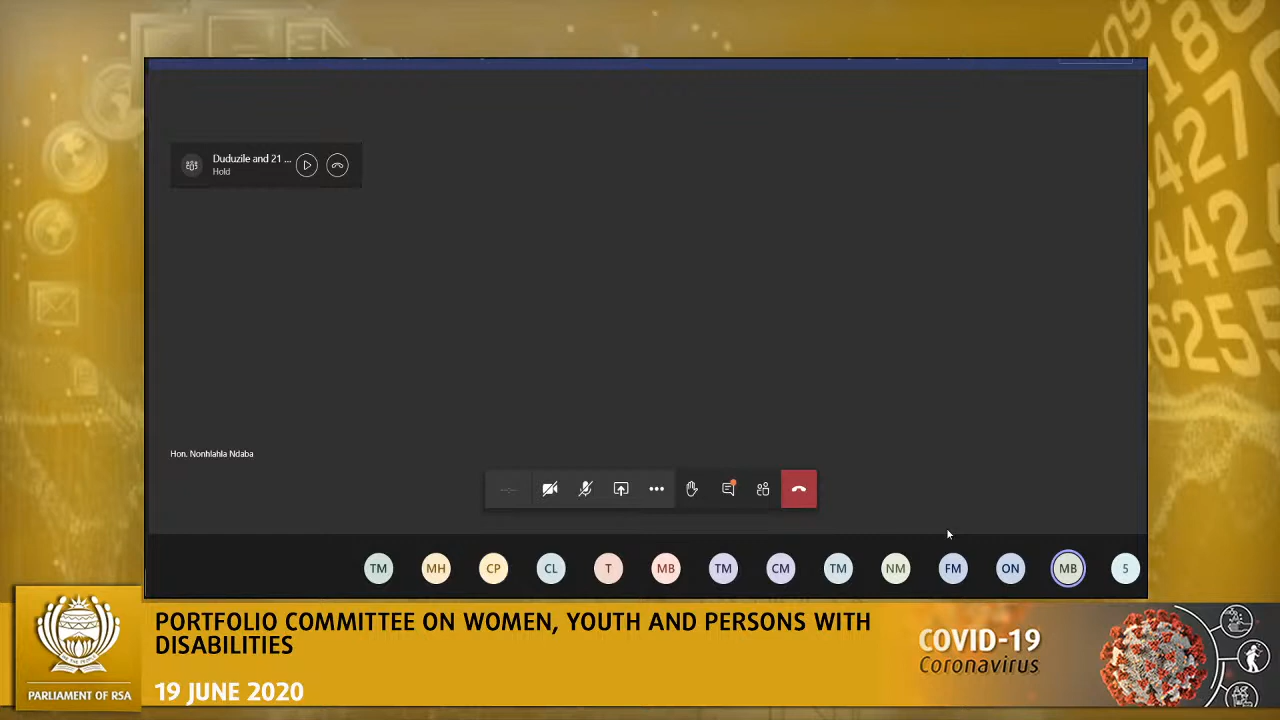 Duduzile and 21 ...
Hold
Hon. Nonhlahla Ndaba
TM MH CP CL T MB TM CM TM NM FM ON MB 5
PORTFOLIO COMMITTEE ON WOMEN, YOUTH AND PERSONS WITH
DISABILITIES
19 JUNE 2020
PARLIAMENT OF RSA
COVID-19
Coronavirus